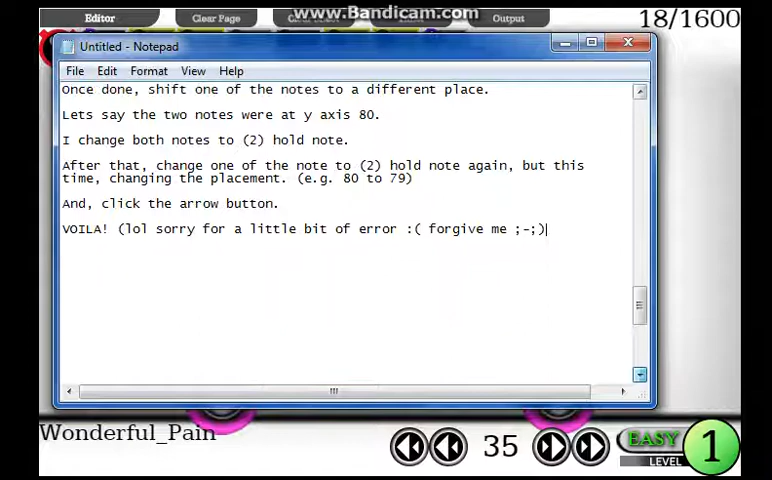 www.Bandicam.com
Editor
Clear Page
Output
18/1600
Untitled - Notepad
File Edit Format View Help
Once done, shift one of the notes to a different place.
Lets say the two notes were at y axis 80.
I change both notes to (2) hold note.
After that, change one of the note to (2) hold note again, but this
time, changing the placement. (e.g. 80 to 79)
And, click the arrow button.
VOILA! (lol sorry for a little bit of error :( forgive me ;-;)
Wonderful_Pain
35
EASY
LEVEL
1